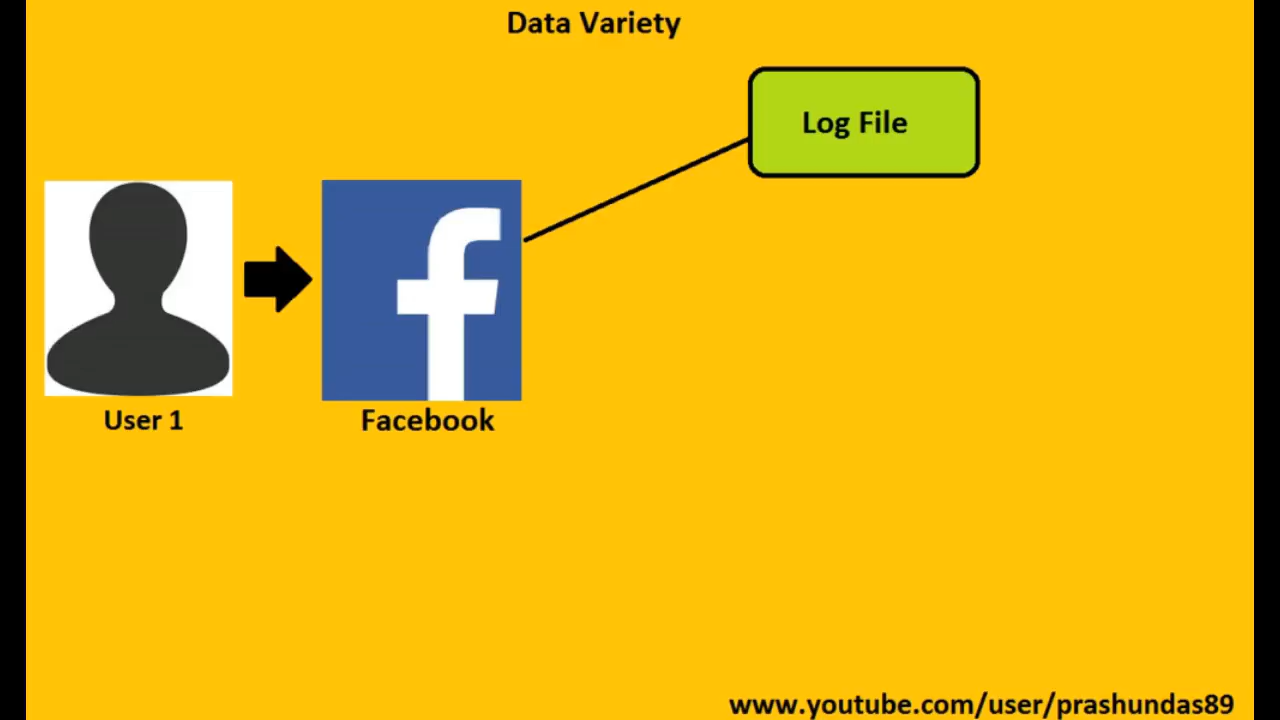 Data Variety
Log File
User 1
Facebook
www.youtube.com/user/prashundas89